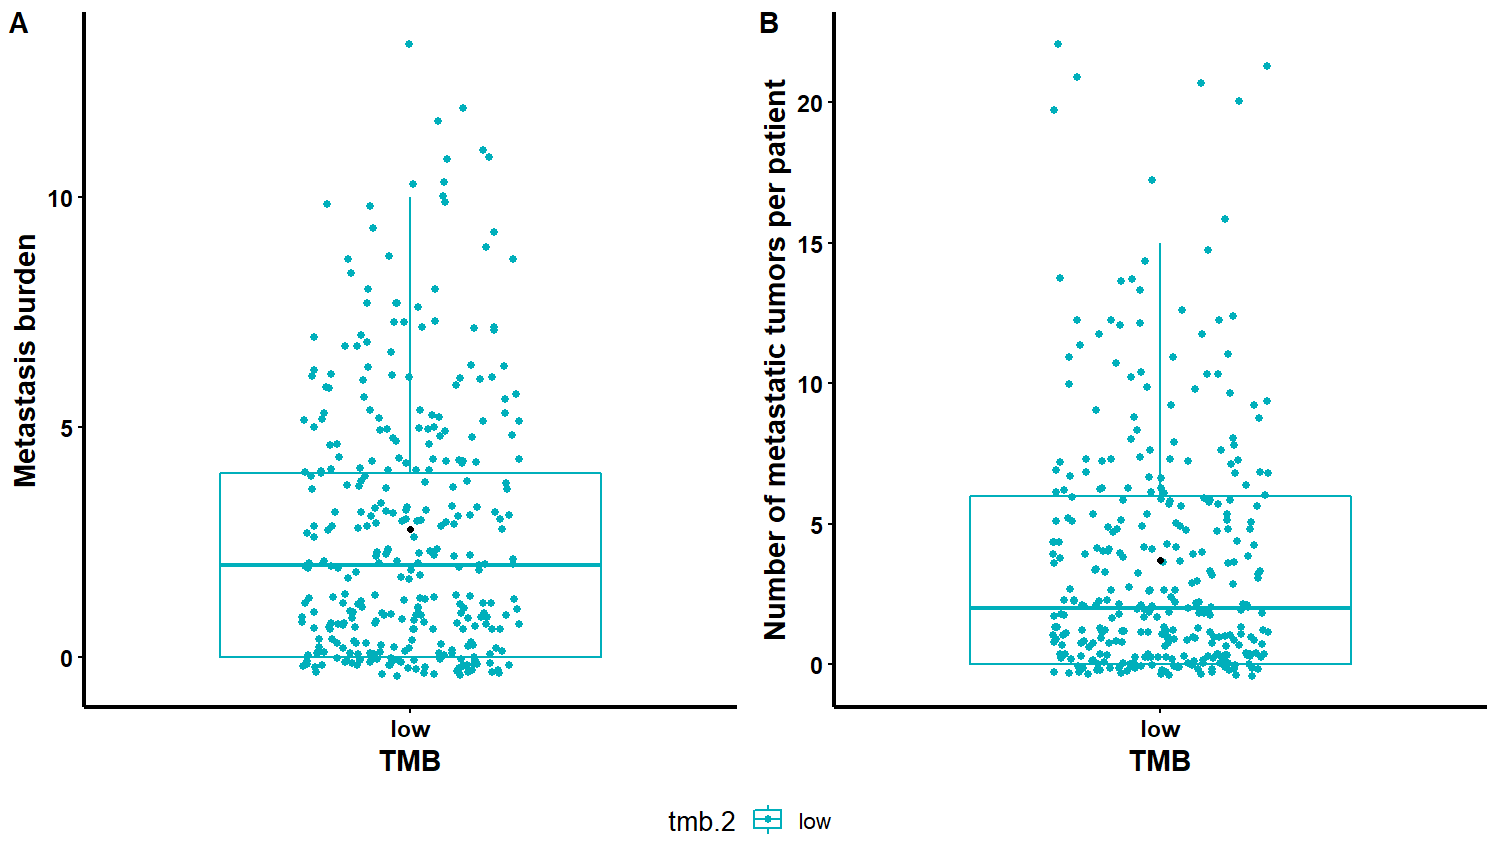 A
Metastasis burden
10
5
0
low
TMB
B
Number of metastatic tumors per patient
20
15
10
5
0
low
TMB
tmb.2
low